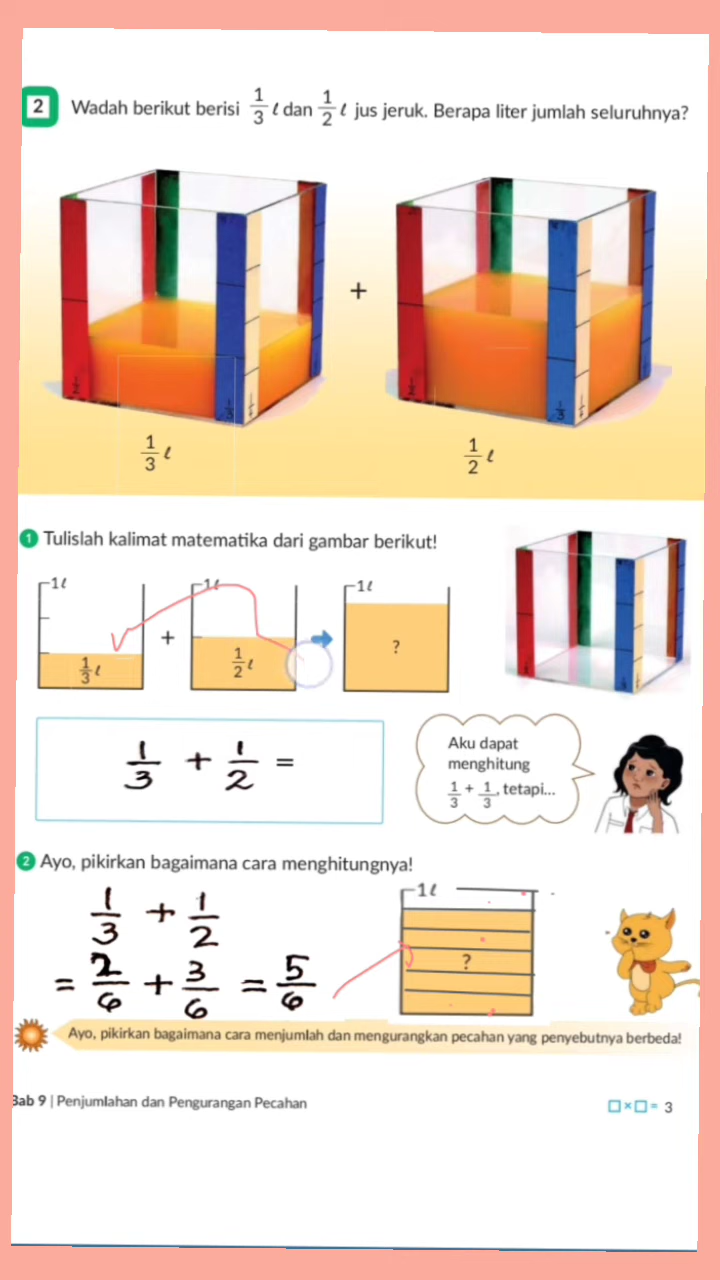 2 Wadah berikut berisi 1/3 ℓ dan 1/2 ℓ jus jeruk. Berapa liter jumlah seluruhnya?
+
1/3 ℓ 1/2 ℓ
1 Tulislah kalimat matematika dari gambar berikut!
1ℓ 1ℓ 1ℓ
1/3 ℓ + 1/2 ℓ ?
1/3 + 1/2 =
Aku dapat
menghitung
1/3 + 1/3, tetapi...
2 Ayo, pikirkan bagaimana cara menghitungnya!
1/3 + 1/2
= 2/6 + 3/6 = 5/6
1ℓ
?
Ayo, pikirkan bagaimana cara menjumlah dan mengurangkan pecahan yang penyebutnya berbeda!
Bab 9 | Penjumlahan dan Pengurangan Pecahan
□ × □ = 3